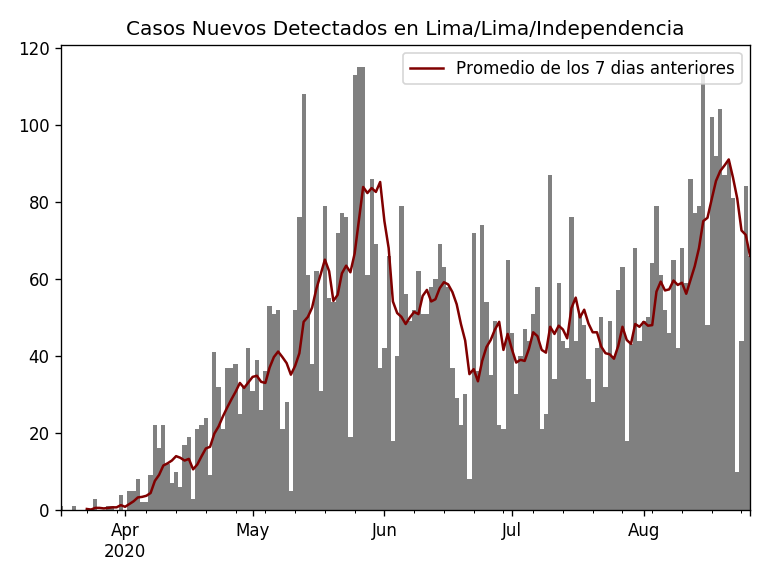 Casos Nuevos Detectados en Lima/Lima/Independencia
Promedio de los 7 dias anteriores
120
100
80
60
40
20
0
Apr
2020
May
Jun
Jul
Aug